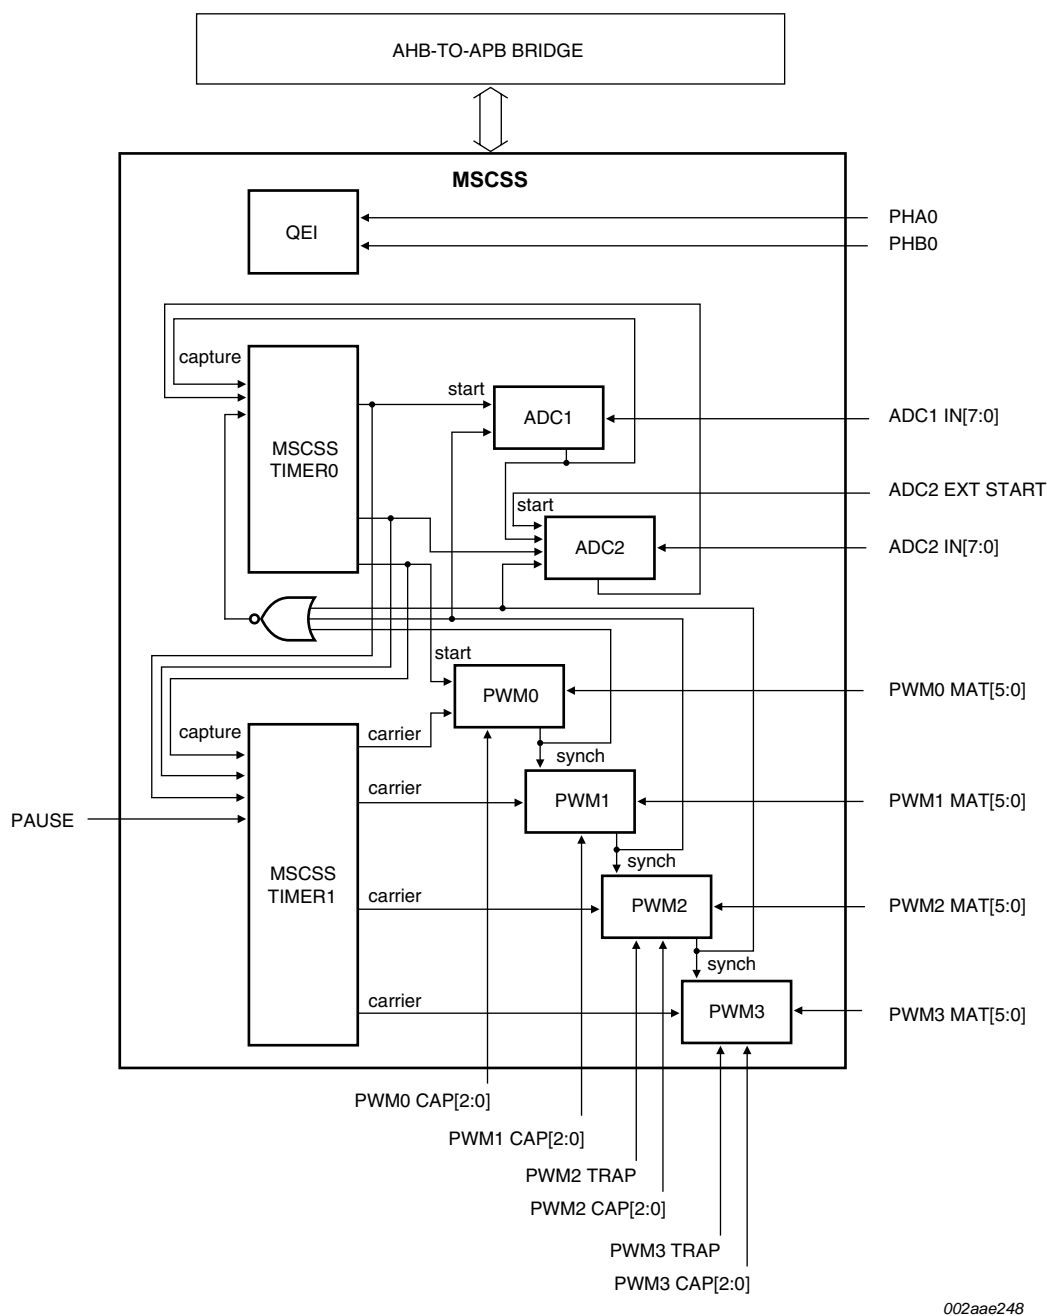 AHB-TO-APB BRIDGE
MSCSS
QEI
PHA0
PHB0
capture
MSCSS
TIMER0
start
ADC1
ADC1 IN[7:0]
ADC2 EXT START
start
ADC2
ADC2 IN[7:0]
start
PWM0
PWM0 MAT[5:0]
capture
carrier
synch
carrier
PWM1
PWM1 MAT[5:0]
PAUSE
MSCSS
TIMER1
synch
carrier
PWM2
PWM2 MAT[5:0]
synch
carrier
PWM3
PWM3 MAT[5:0]
PWM0 CAP[2:0]
PWM1 CAP[2:0]
PWM2 TRAP
PWM2 CAP[2:0]
PWM3 TRAP
PWM3 CAP[2:0]
002aae248